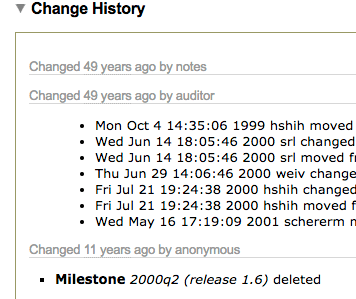 Change History
Changed 49 years ago by notes
Changed 49 years ago by auditor
Mon Oct 4 14:35:06 1999 hshih moved
Wed Jun 14 18:05:46 2000 srl changed
Wed Jun 14 18:05:46 2000 srl moved
Thu Jun 29 14:06:46 2000 weiv change
Fri Jul 21 19:24:38 2000 hshih changed
Fri Jul 21 19:24:38 2000 hshih moved
Wed May 16 17:19:09 2001 schererm
Changed 11 years ago by anonymous
Milestone 2000q2 (release 1.6) deleted